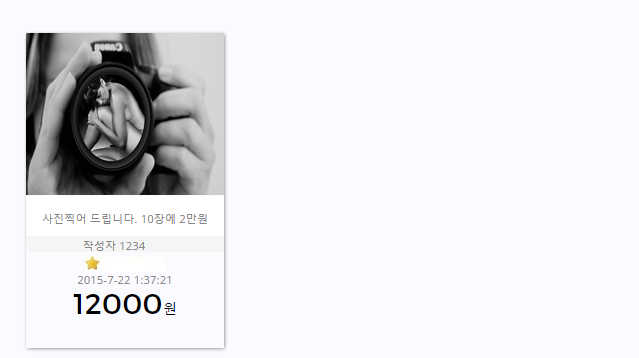 Canon
사진찍어 드립니다. 10장에 2만원
작성자 1234
2015-7-22 1:37:21
12000원